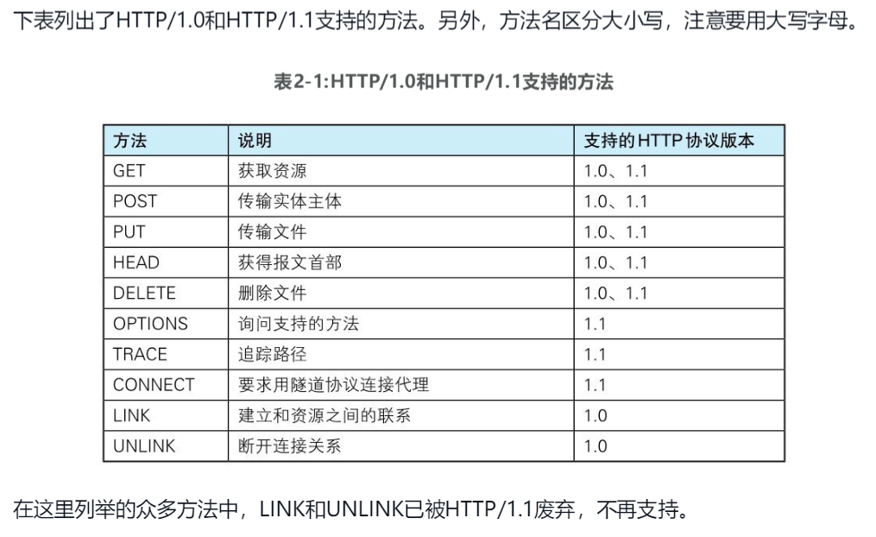 下表列出了HTTP/1.0和HTTP/1.1支持的方法。另外，方法名区分大小写，注意要用大写字母。
表2-1:HTTP/1.0和HTTP/1.1支持的方法
方法 说明 支持的HTTP协议版本
GET 获取资源 1.0、1.1
POST 传输实体主体 1.0、1.1
PUT 传输文件 1.0、1.1
HEAD 获得报文首部 1.0、1.1
DELETE 删除文件 1.0、1.1
OPTIONS 询问支持的方法 1.1
TRACE 追踪路径 1.1
CONNECT 要求用隧道协议连接代理 1.1
LINK 建立和资源之间的联系 1.0
UNLINK 断开连接关系 1.0
在这里列举的众多方法中，LINK和UNLINK已被HTTP/1.1废弃，不再支持。